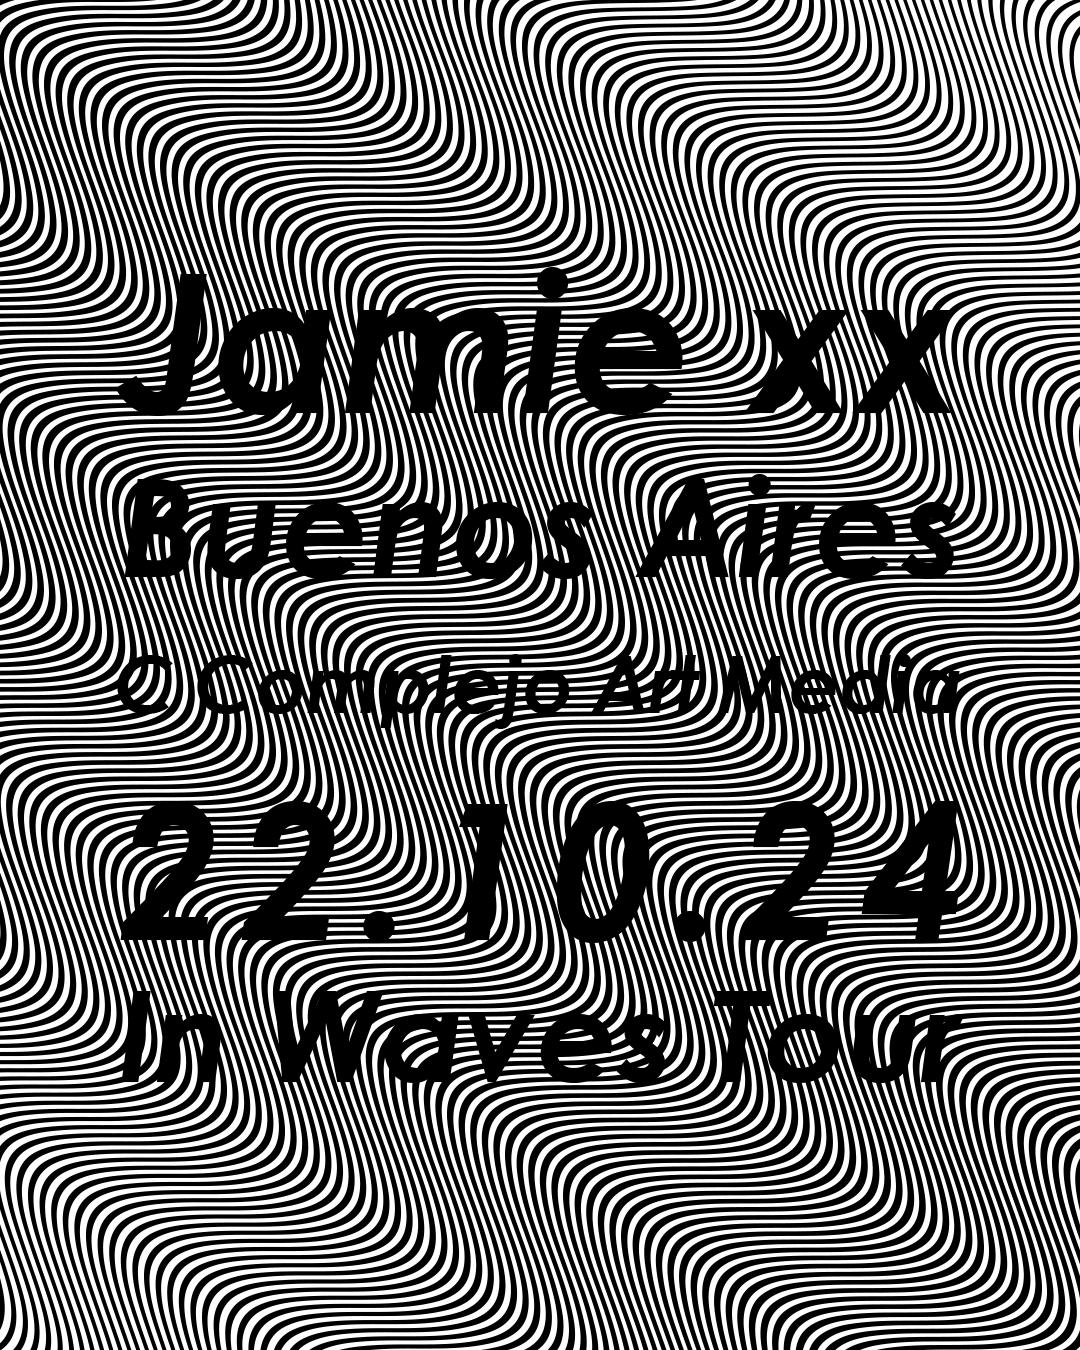 Jamie xx
Buenos Aires
C Complejo Art Media
22.10.24
In Waves Tour